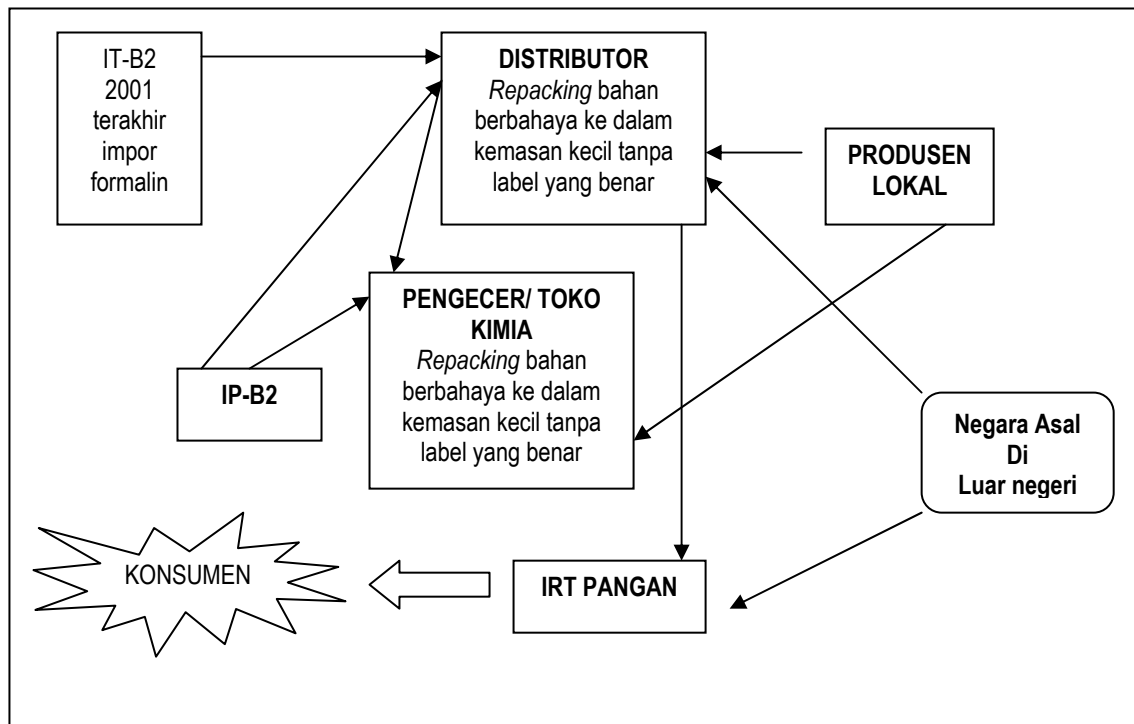 IT-B2
2001
terakhir
impor
formalin
DISTRIBUTOR
Repacking bahan
berbahaya ke dalam
kemasan kecil tanpa
label yang benar
PRODUSEN
LOKAL
PENGECER/ TOKO
KIMIA
Repacking bahan
berbahaya ke dalam
kemasan kecil tanpa
label yang benar
IP-B2
Negara Asal
Di
Luar negeri
KONSUMEN
IRT PANGAN